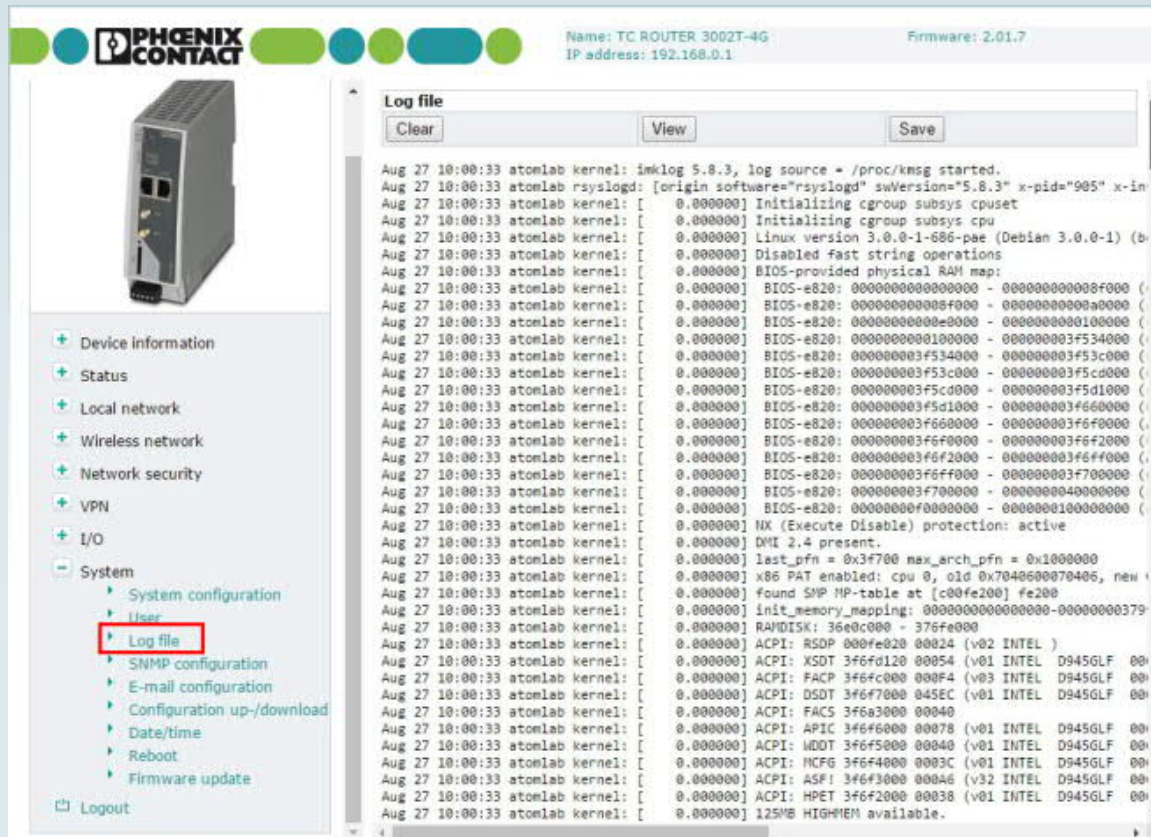 PHŒNIX
CONTACT
Name: TC ROUTER 3002T-4G
Firmware: 2.01.7
IP address: 192.168.0.1
Device information
Status
Local network
Wireless network
Network security
VPN
I/O
System
System configuration
User
Log file
SNMP configuration
E-mail configuration
Configuration up-/download
Date/time
Reboot
Firmware update
Logout
Log file
Clear
View
Save
Aug 27 10:00:33 atomlab kernel: imklog 5.8.3, log source = /proc/kmsg started.
Aug 27 10:00:33 atomlab rsyslogd: [origin software="rsyslogd" swVersion="5.8.3" x-pid="905" x-in
Aug 27 10:00:33 atomlab kernel: [    0.000000] Initializing cgroup subsys cpuset
Aug 27 10:00:33 atomlab kernel: [    0.000000] Initializing cgroup subsys cpu
Aug 27 10:00:33 atomlab kernel: [    0.000000] Linux version 3.0.0-1-686-pae (Debian 3.0.0-1) (b
Aug 27 10:00:33 atomlab kernel: [    0.000000] Disabled fast string operations
Aug 27 10:00:33 atomlab kernel: [    0.000000] BIOS-provided physical RAM map:
Aug 27 10:00:33 atomlab kernel: [    0.000000]  BIOS-e820: 0000000000000000 - 000000000008f000 (
Aug 27 10:00:33 atomlab kernel: [    0.000000]  BIOS-e820: 000000000008f000 - 00000000000a0000 (
Aug 27 10:00:33 atomlab kernel: [    0.000000]  BIOS-e820: 00000000000e0000 - 0000000000100000 (
Aug 27 10:00:33 atomlab kernel: [    0.000000]  BIOS-e820: 0000000000100000 - 000000003f534000 (
Aug 27 10:00:33 atomlab kernel: [    0.000000]  BIOS-e820: 000000003f534000 - 000000003f53c000 (
Aug 27 10:00:33 atomlab kernel: [    0.000000]  BIOS-e820: 000000003f53c000 - 000000003f5cd000 (
Aug 27 10:00:33 atomlab kernel: [    0.000000]  BIOS-e820: 000000003f5cd000 - 000000003f5d1000 (
Aug 27 10:00:33 atomlab kernel: [    0.000000]  BIOS-e820: 000000003f5d1000 - 000000003f660000 (
Aug 27 10:00:33 atomlab kernel: [    0.000000]  BIOS-e820: 000000003f660000 - 000000003f6f0000 (
Aug 27 10:00:33 atomlab kernel: [    0.000000]  BIOS-e820: 000000003f6f0000 - 000000003f6f2000 (
Aug 27 10:00:33 atomlab kernel: [    0.000000]  BIOS-e820: 000000003f6f2000 - 000000003f6ff000 (
Aug 27 10:00:33 atomlab kernel: [    0.000000]  BIOS-e820: 000000003f6ff000 - 000000003f700000 (
Aug 27 10:00:33 atomlab kernel: [    0.000000]  BIOS-e820: 000000003f700000 - 0000000040000000 (
Aug 27 10:00:33 atomlab kernel: [    0.000000]  BIOS-e820: 00000000f0000000 - 0000000100000000 (
Aug 27 10:00:33 atomlab kernel: [    0.000000] NX (Execute Disable) protection: active
Aug 27 10:00:33 atomlab kernel: [    0.000000] DMI 2.4 present.
Aug 27 10:00:33 atomlab kernel: [    0.000000] last_pfn = 0x3f700 max_arch_pfn = 0x1000000
Aug 27 10:00:33 atomlab kernel: [    0.000000] x86 PAT enabled: cpu 0, old 0x7040600070406, new
Aug 27 10:00:33 atomlab kernel: [    0.000000] found SMP MP-table at [c00fe200] fe200
Aug 27 10:00:33 atomlab kernel: [    0.000000] init_memory_mapping: 0000000000000000-00000000379
Aug 27 10:00:33 atomlab kernel: [    0.000000] RAMDISK: 36e0c000 - 376fe000
Aug 27 10:00:33 atomlab kernel: [    0.000000] ACPI: RSDP 000fe020 00024 (v02 INTEL )
Aug 27 10:00:33 atomlab kernel: [    0.000000] ACPI: XSDT 3f6fd120 00054 (v01 INTEL  D945GLF  00
Aug 27 10:00:33 atomlab kernel: [    0.000000] ACPI: FACP 3f6fc000 000F4 (v03 INTEL  D945GLF  00
Aug 27 10:00:33 atomlab kernel: [    0.000000] ACPI: DSDT 3f6f7000 045EC (v01 INTEL  D945GLF  00
Aug 27 10:00:33 atomlab kernel: [    0.000000] ACPI: FACS 3f6a3000 00040
Aug 27 10:00:33 atomlab kernel: [    0.000000] ACPI: APIC 3f6f6000 00078 (v01 INTEL  D945GLF  00
Aug 27 10:00:33 atomlab kernel: [    0.000000] ACPI: WDDT 3f6f5000 00040 (v01 INTEL  D945GLF  00
Aug 27 10:00:33 atomlab kernel: [    0.000000] ACPI: MCFG 3f6f4000 0003C (v01 INTEL  D945GLF  00
Aug 27 10:00:33 atomlab kernel: [    0.000000] ACPI: ASF! 3f6f3000 000A6 (v32 INTEL  D945GLF  00
Aug 27 10:00:33 atomlab kernel: [    0.000000] ACPI: HPET 3f6f2000 00038 (v01 INTEL  D945GLF  00
Aug 27 10:00:33 atomlab kernel: [    0.000000] 125MB HIGHMEM available.